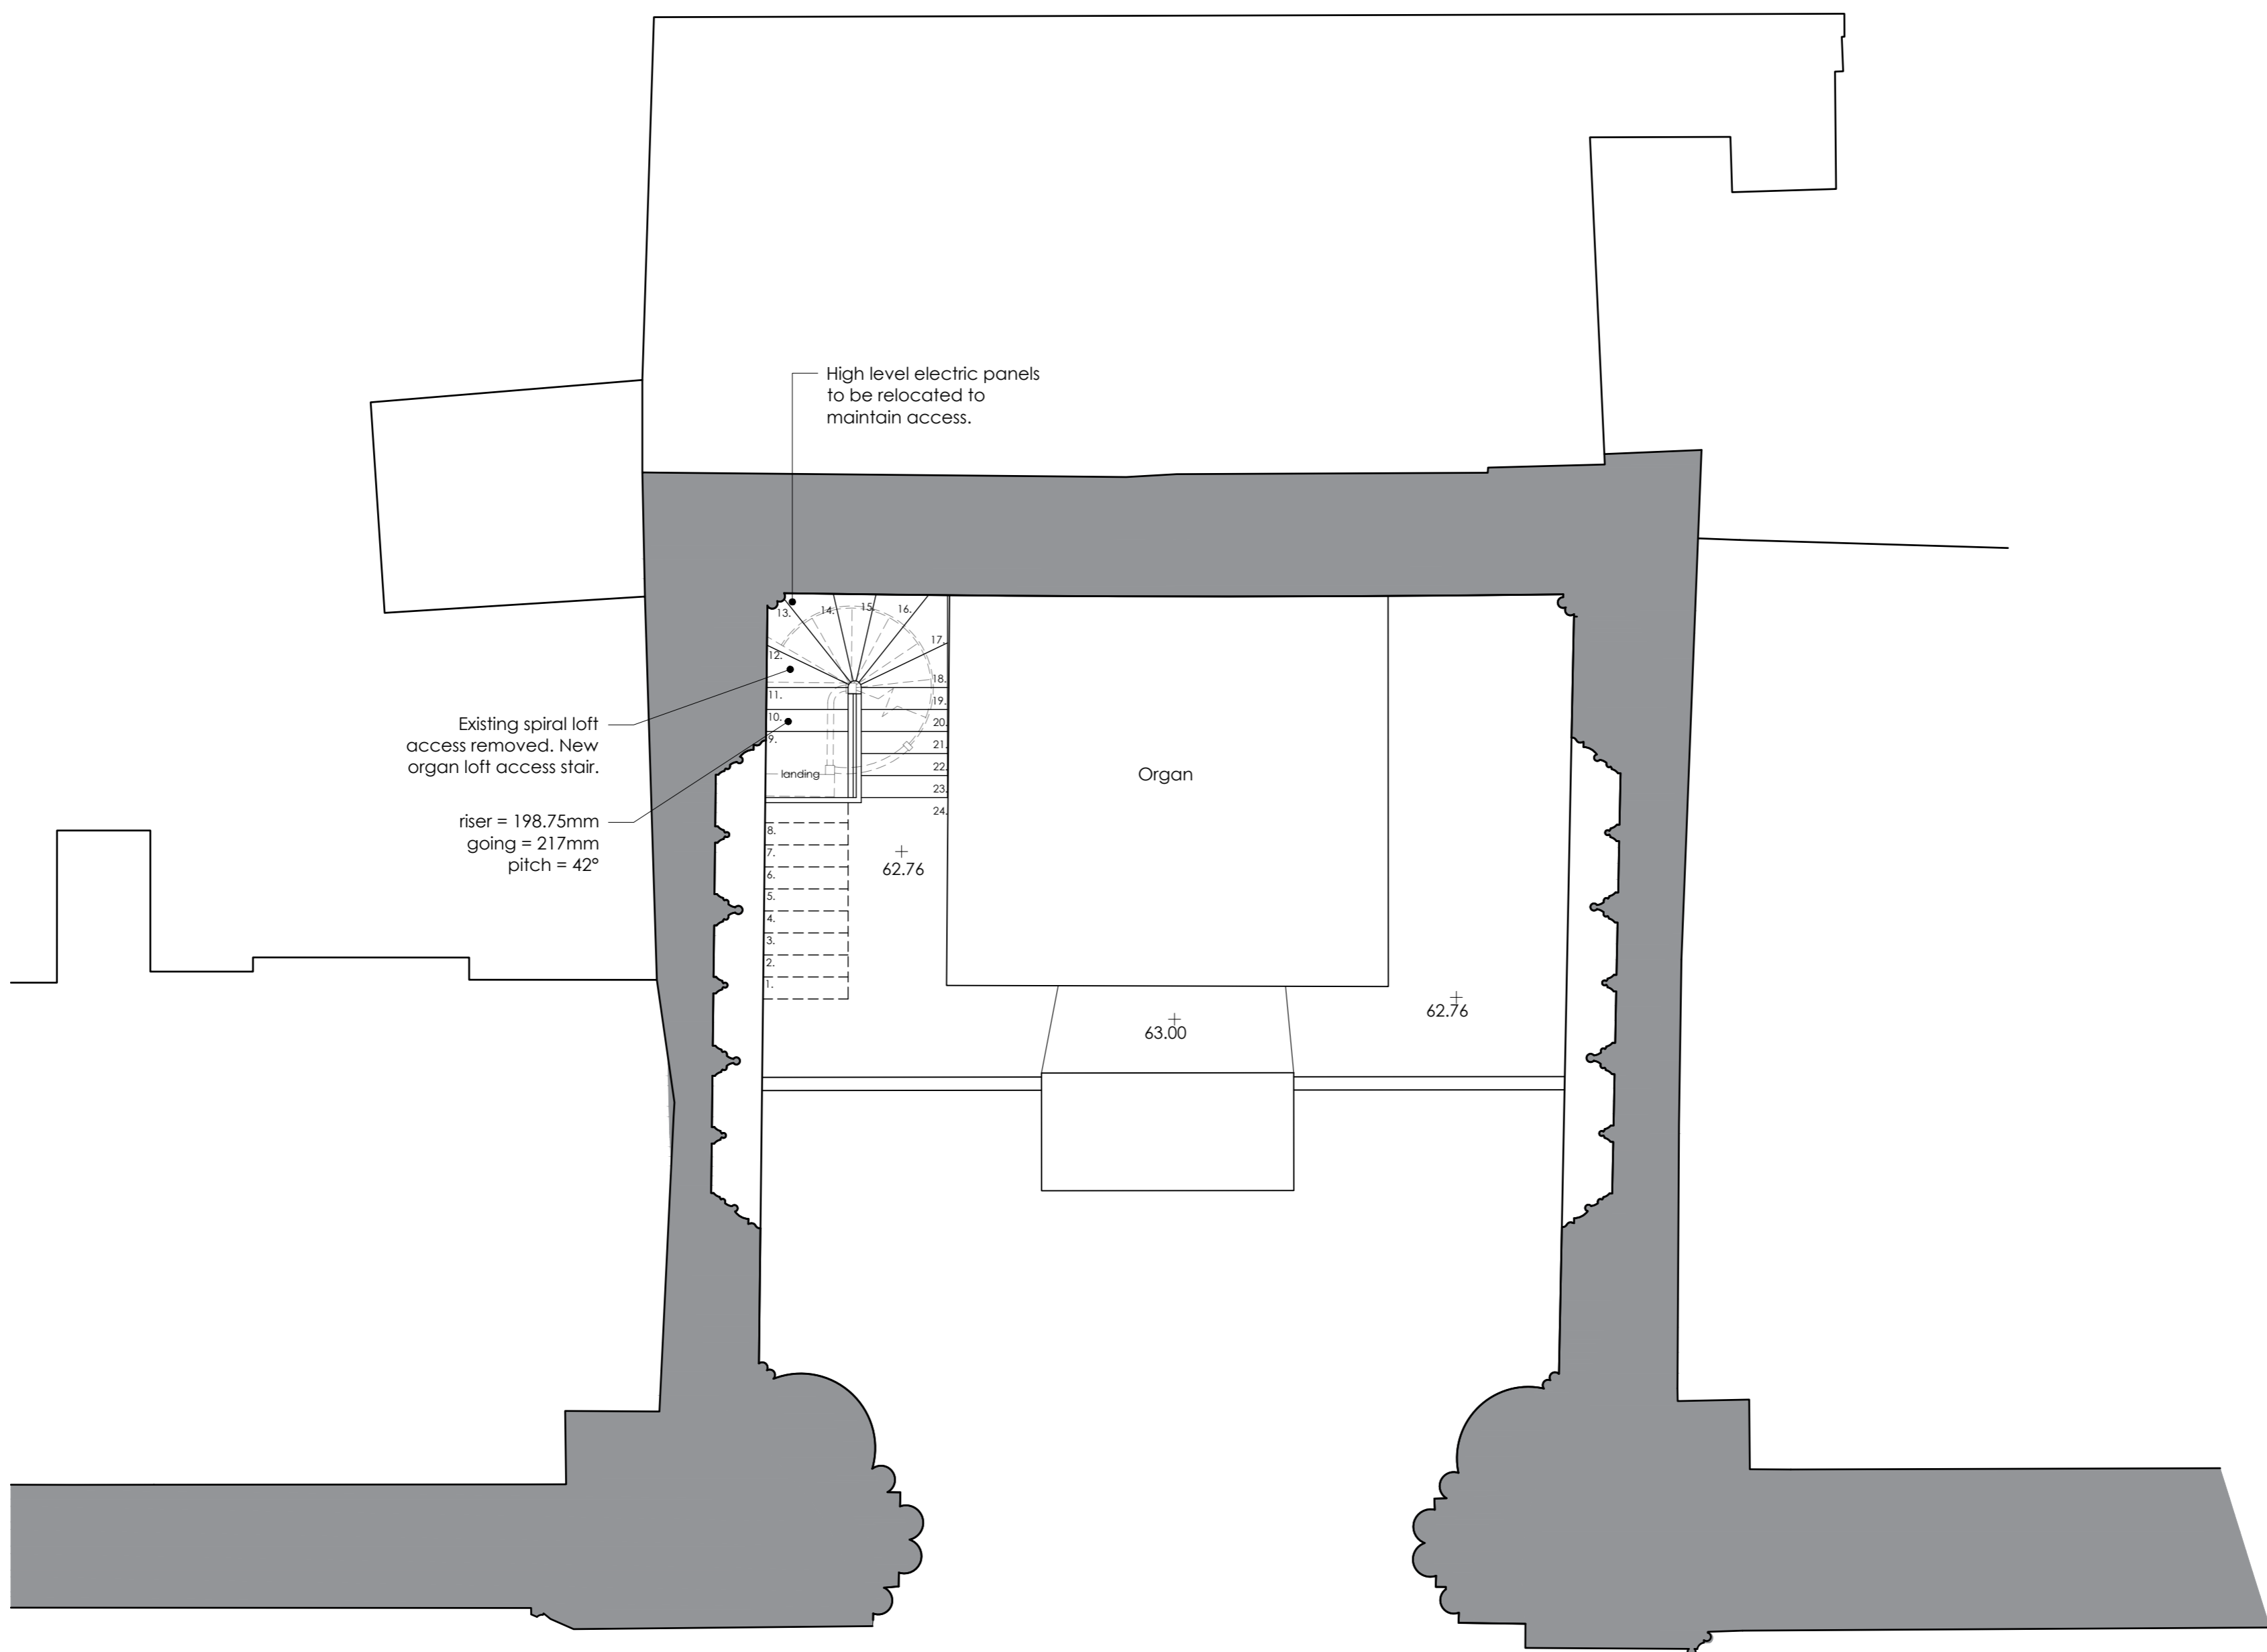 High level electric panels
to be relocated to
maintain access.
13.
14.
15.
16.
17.
12.
18.
11.
19.
10.
20.
9.
21.
22.
landing
23.
24.
Existing spiral loft
access removed. New
organ loft access stair.
riser = 198.75mm
going = 217mm
pitch = 42°
Organ
8.
7.
6.
5.
4.
3.
2.
1.
62.76
63.00
62.76